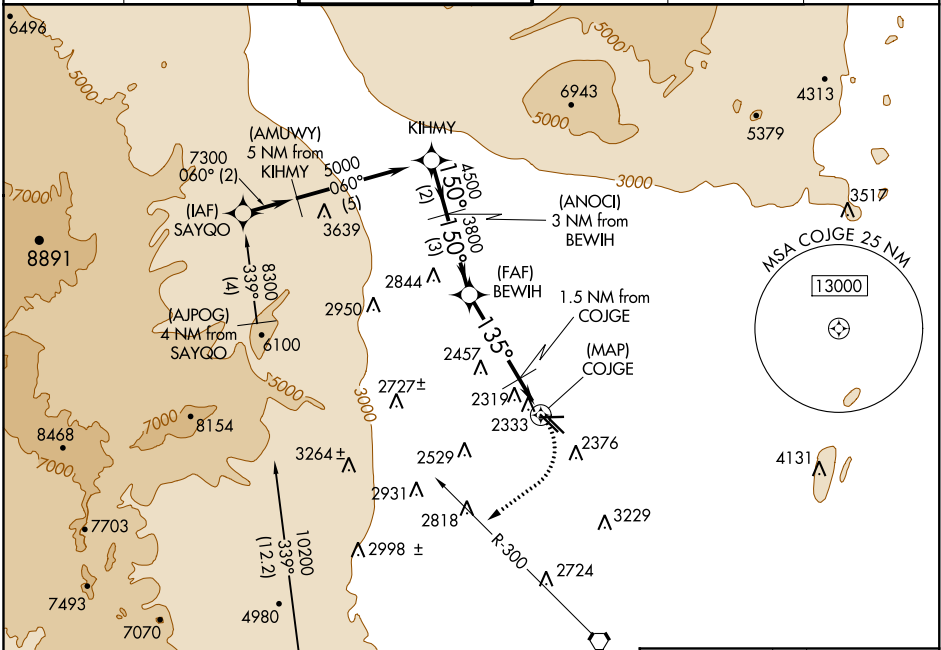 6496
5000
7000
8891
(AMUWY)
5 NM from
KIHMY
7300
060° (2)
5000
060°
(5)
KIHMY
(IAF)
SAYQO
3639
8300
339°
(4)
(AJPOG)
4 NM from
SAYQO
6100
4500
150°
(2)
3800
150°
(3)
(ANOCI)
3 NM from
BEWIH
(FAF)
BEWIH
2844
2950
135°
1.5 NM from
COJGE
(MAP)
COJGE
5000
6943
5000
5379
4313
3000
3517
MSA COJGE 25 NM
13000
2457
2319
2333
2376
2727 ±
5000
3000
7000
8154
8468
7000
3264 ±
2529
2931
2818
3229
4131
7703
7493
7070
10200
339°
(12.2)
4980
2998 ±
R-300
2724